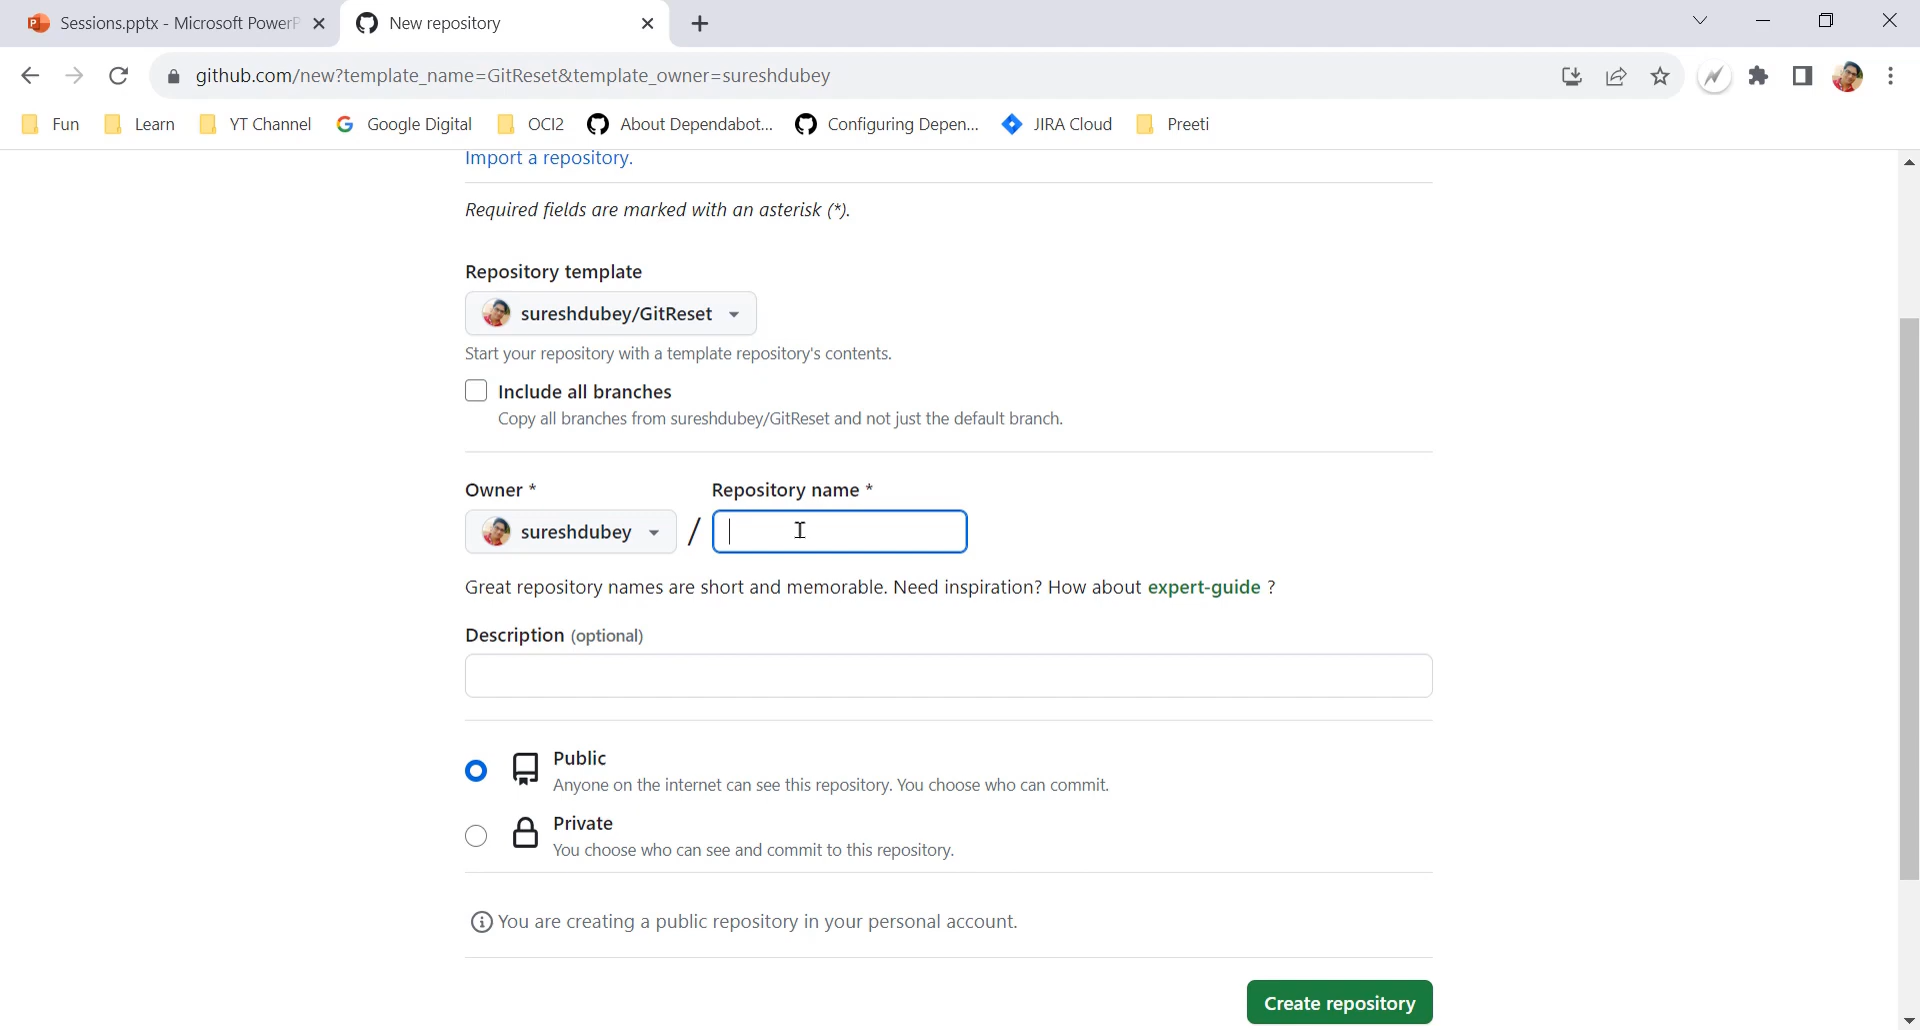 Sessions.pptx - Microsoft PowerP
New repository
github.com/new?template_name=GitReset&template_owner=sureshdubey
Fun
Learn
YT Channel
Google Digital
OCI2
About Dependabot...
Configuring Depen...
JIRA Cloud
Preeti
Import a repository.
Required fields are marked with an asterisk (*).
Repository template
sureshdubey/GitReset
Start your repository with a template repository's contents.
Include all branches
Copy all branches from sureshdubey/GitReset and not just the default branch.
Owner *
Repository name *
sureshdubey
/
Great repository names are short and memorable. Need inspiration? How about expert-guide ?
Description (optional)
Public
Anyone on the internet can see this repository. You choose who can commit.
Private
You choose who can see and commit to this repository.
You are creating a public repository in your personal account.
Create repository